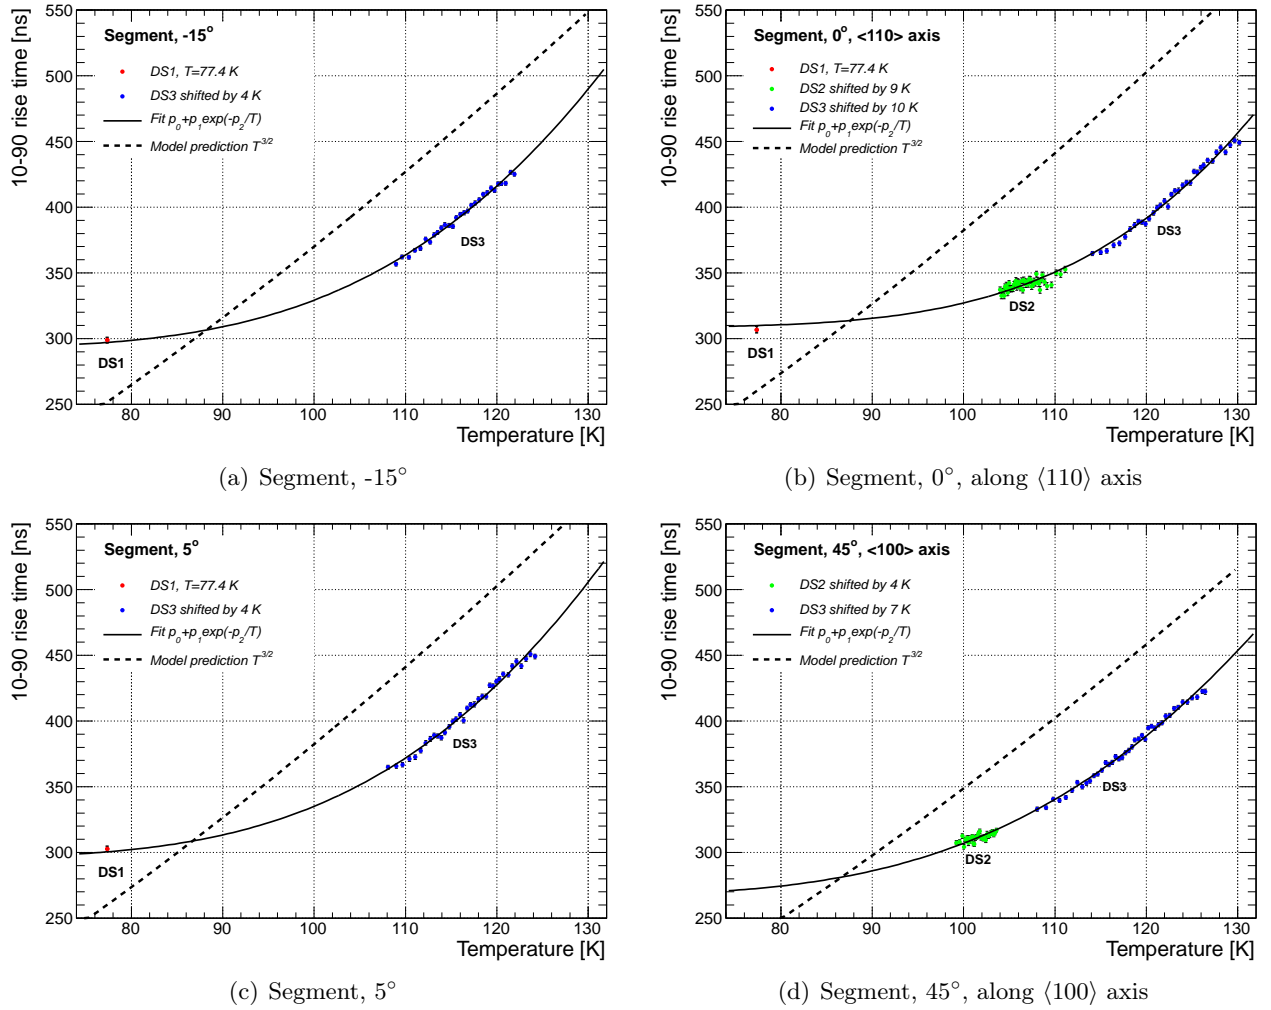 10-90 rise time [ns]
550
500
450
400
350
300
250
Segment, -15°
DS1, T=77.4 K
DS3 shifted by 4 K
Fit p₀+p₁exp(-p₂/T)
Model prediction T³ᐟ²
DS3
DS1
80 90 100 110 120 130
Temperature [K]
(a) Segment, -15°
10-90 rise time [ns]
550
500
450
400
350
300
250
Segment, 0°, <110> axis
DS1, T=77.4 K
DS2 shifted by 9 K
DS3 shifted by 10 K
Fit p₀+p₁exp(-p₂/T)
Model prediction T³ᐟ²
DS3
DS2
DS1
80 90 100 110 120 130
Temperature [K]
(b) Segment, 0°, along ⟨110⟩ axis
10-90 rise time [ns]
550
500
450
400
350
300
250
Segment, 5°
DS1, T=77.4 K
DS3 shifted by 4 K
Fit p₀+p₁exp(-p₂/T)
Model prediction T³ᐟ²
DS3
DS1
80 90 100 110 120 130
Temperature [K]
(c) Segment, 5°
10-90 rise time [ns]
550
500
450
400
350
300
250
Segment, 45°, <100> axis
DS2 shifted by 4 K
DS3 shifted by 7 K
Fit p₀+p₁exp(-p₂/T)
Model prediction T³ᐟ²
DS3
DS2
80 90 100 110 120 130
Temperature [K]
(d) Segment, 45°, along ⟨100⟩ axis